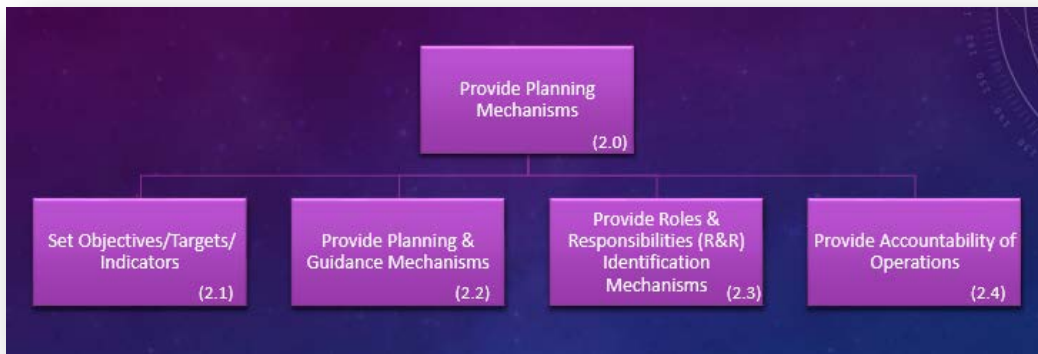 Provide Planning
Mechanisms
(2.0)
Set Objectives/Targets/
Indicators
(2.1)
Provide Planning &
Guidance Mechanisms
(2.2)
Provide Roles &
Responsibilities (R&R)
Identification
Mechanisms
(2.3)
Provide Accountability of
Operations
(2.4)